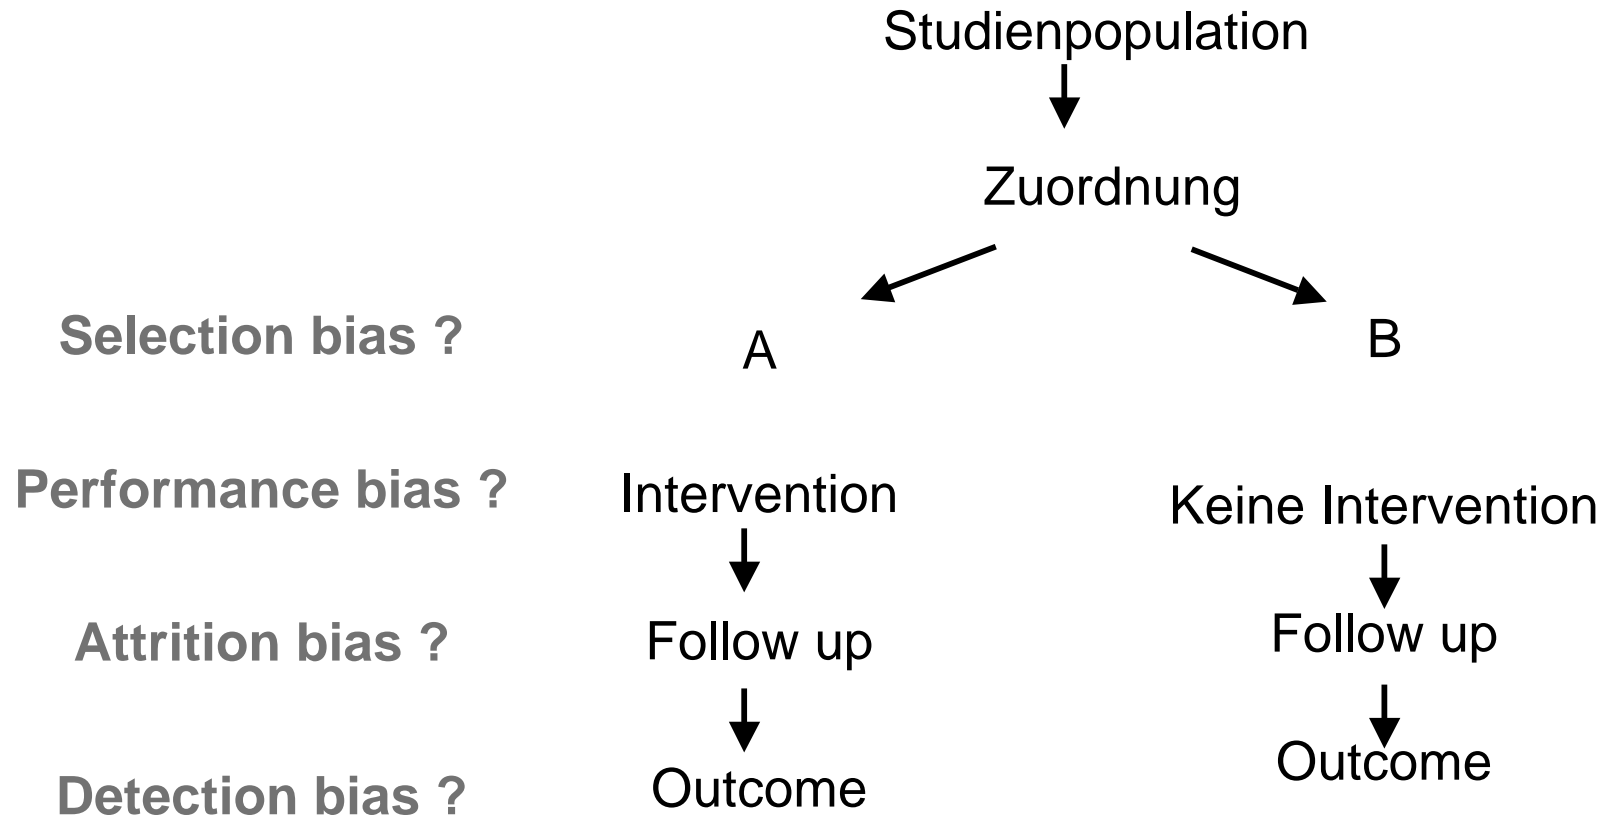 Studienpopulation
Zuordnung
Selection bias ?
A
B
Performance bias ?
Intervention
Keine Intervention
Attrition bias ?
Follow up
Follow up
Detection bias ?
Outcome
Outcome